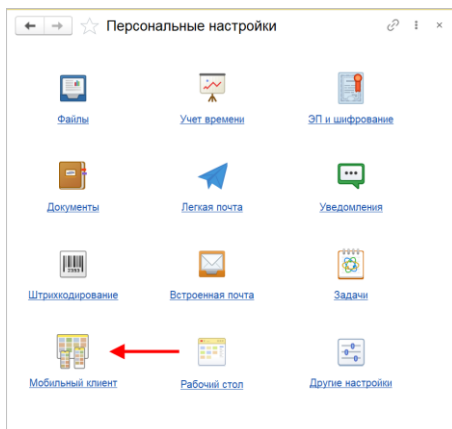 Персональные настройки
Файлы
Учет времени
ЭП и шифрование
Документы
Легкая почта
Уведомления
Штрихкодирование
Встроенная почта
Задачи
Мобильный клиент
Рабочий стол
Другие настройки